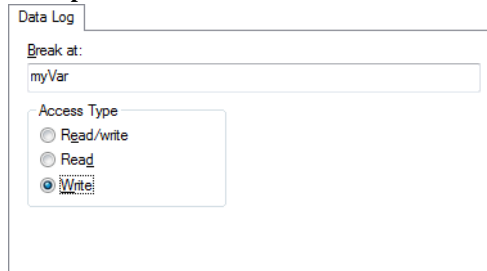 Data Log
Break at:
myVar
Access Type
Read/write
Read
Write